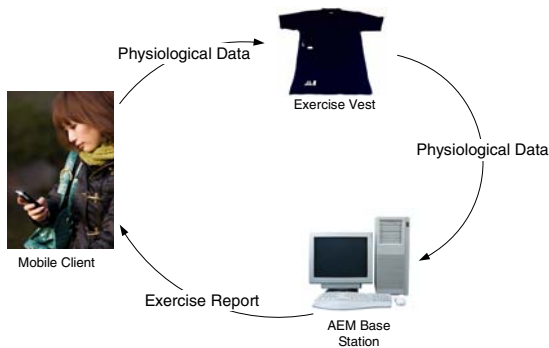 Physiological Data
Exercise Vest
Physiological Data
Mobile Client
Exercise Report
AEM Base
Station